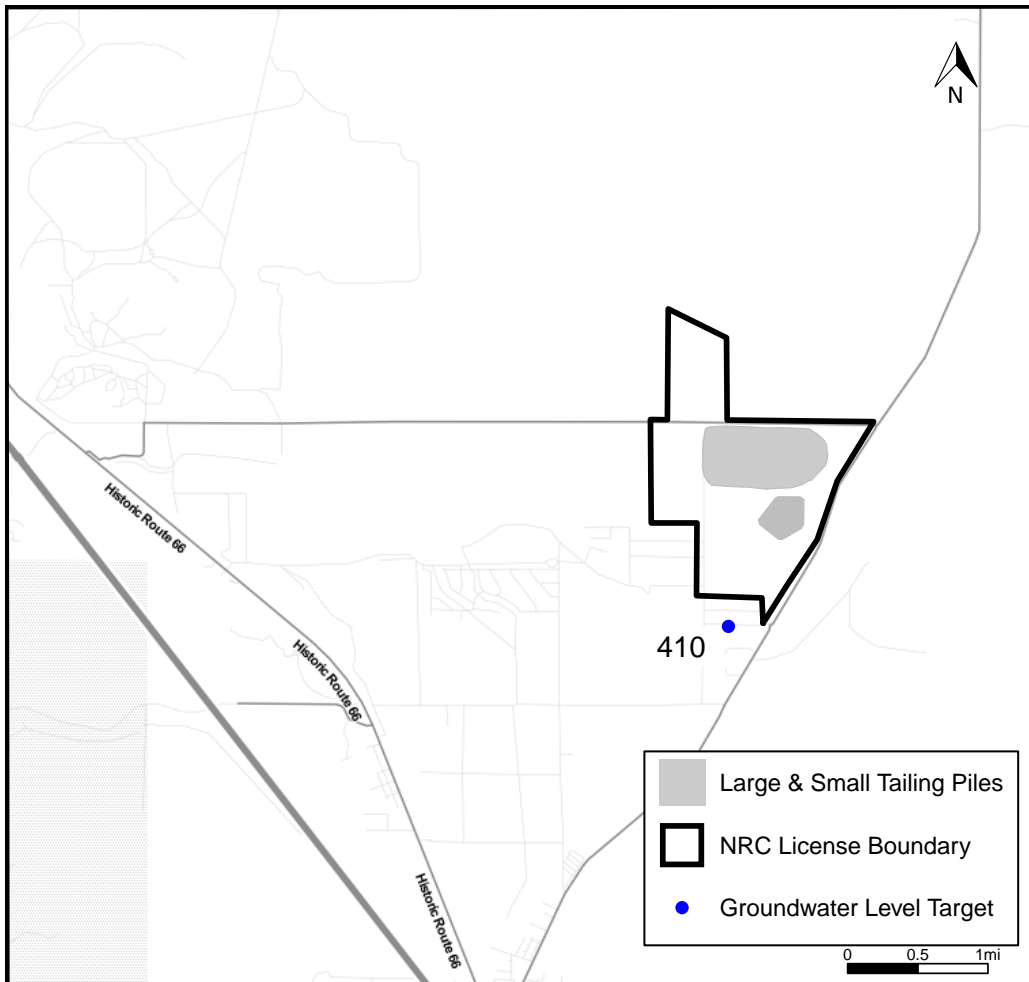 N
Historic Route 66
Historic Route 66
410
Large & Small Tailing Piles
NRC License Boundary
Historic Route 66
Groundwater Level Target
0 0.5 1mi